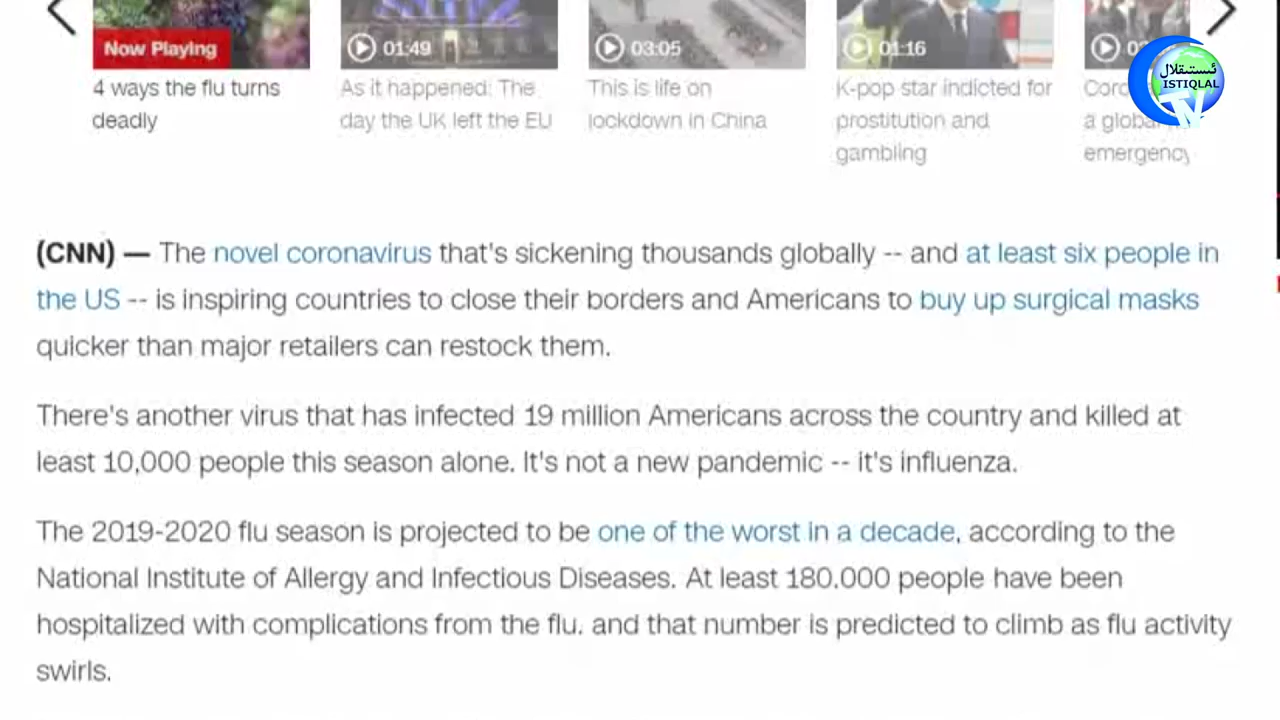 Now Playing
01:49
03:05
01:16
ئىستىقلال
ISTIQLAL
TV
4 ways the flu turns
deadly
As it happened: The
day the UK left the EU
This is life on
lockdown in China
K-pop star indicted for
prostitution and
gambling
a global
emergency
(CNN) — The novel coronavirus that's sickening thousands globally -- and at least six people in
the US -- is inspiring countries to close their borders and Americans to buy up surgical masks
quicker than major retailers can restock them.
There's another virus that has infected 19 million Americans across the country and killed at
least 10,000 people this season alone. It's not a new pandemic -- it's influenza.
The 2019-2020 flu season is projected to be one of the worst in a decade, according to the
National Institute of Allergy and Infectious Diseases. At least 180.000 people have been
hospitalized with complications from the flu. and that number is predicted to climb as flu activity
swirls.